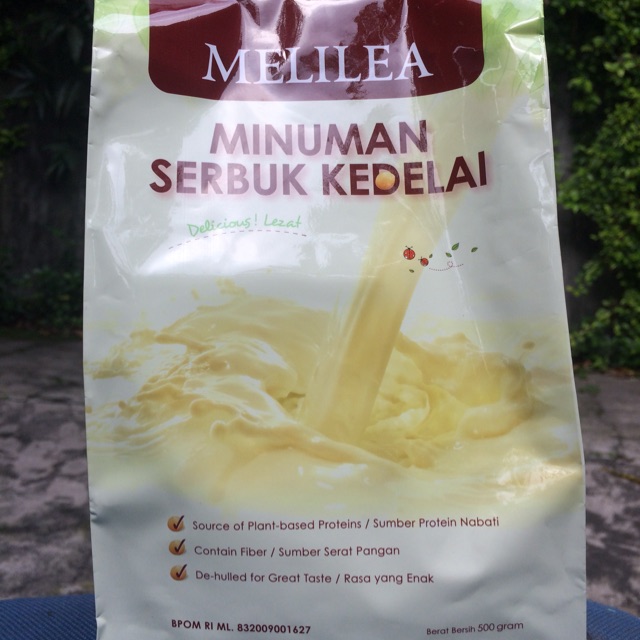 MELILEA
MINUMAN
SERBUK KEDELAI
Delicious! Lezat
Source of Plant-based Proteins / Sumber Protein Nabati
Contain Fiber / Sumber Serat Pangan
De-hulled for Great Taste / Rasa yang Enak
BPOM RI ML. 832009001627
Berat Bersih 500 gram